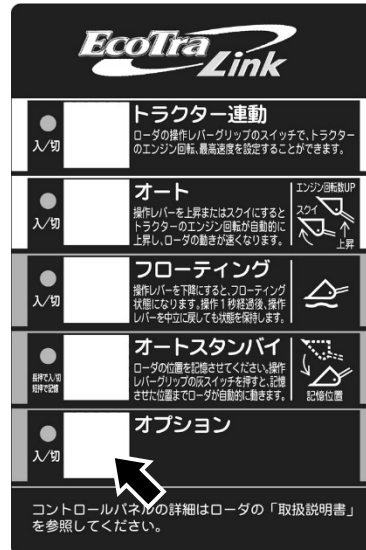 EcoTra Link
トラクター連動
ローダの操作レバーグリップのスイッチで、トラクター
のエンジン回転、最高速度を設定することができます。
入/切
オート
操作レバーを上昇またはスクイにすると
トラクターのエンジン回転が自動的に
上昇し、ローダの動きが速くなります。
エンジン回転数UP
スクイ
上昇
入/切
フローティング
操作レバーを下降にすると、フローティング
状態になります。操作1秒経過後、操作
レバーを中立に戻しても状態を保持します。
入/切
オートスタンバイ
ローダの位置を記憶させてください。操作
レバーグリップの灰スイッチを押すと、記憶
させた位置までローダが自動的に動きます。
記憶位置
長押で入/切
短押で記憶
オプション
入/切
コントロールパネルの詳細はローダの「取扱説明書」
を参照してください。